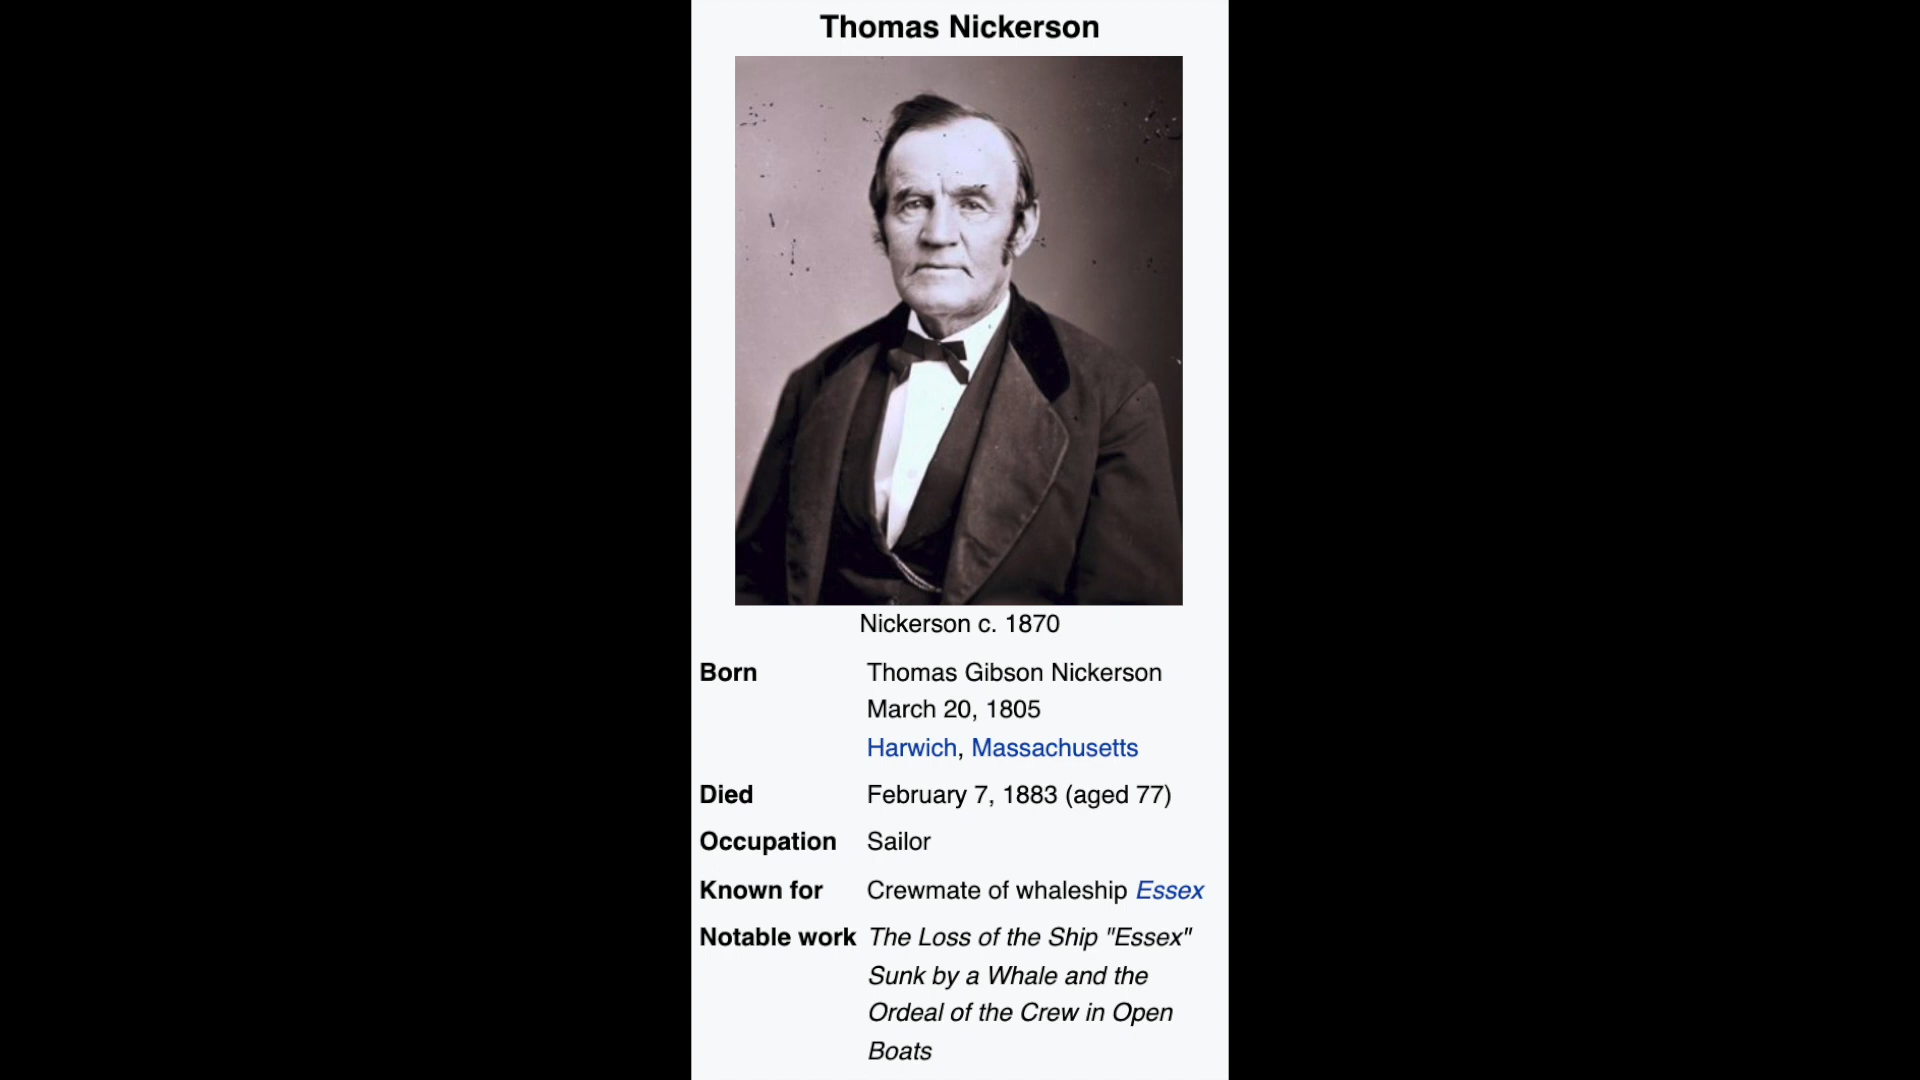 Thomas Nickerson
Nickerson c. 1870
Born Thomas Gibson Nickerson
March 20, 1805
Harwich, Massachusetts
Died February 7, 1883 (aged 77)
Occupation Sailor
Known for Crewmate of whaleship Essex
Notable work The Loss of the Ship "Essex"
Sunk by a Whale and the
Ordeal of the Crew in Open
Boats